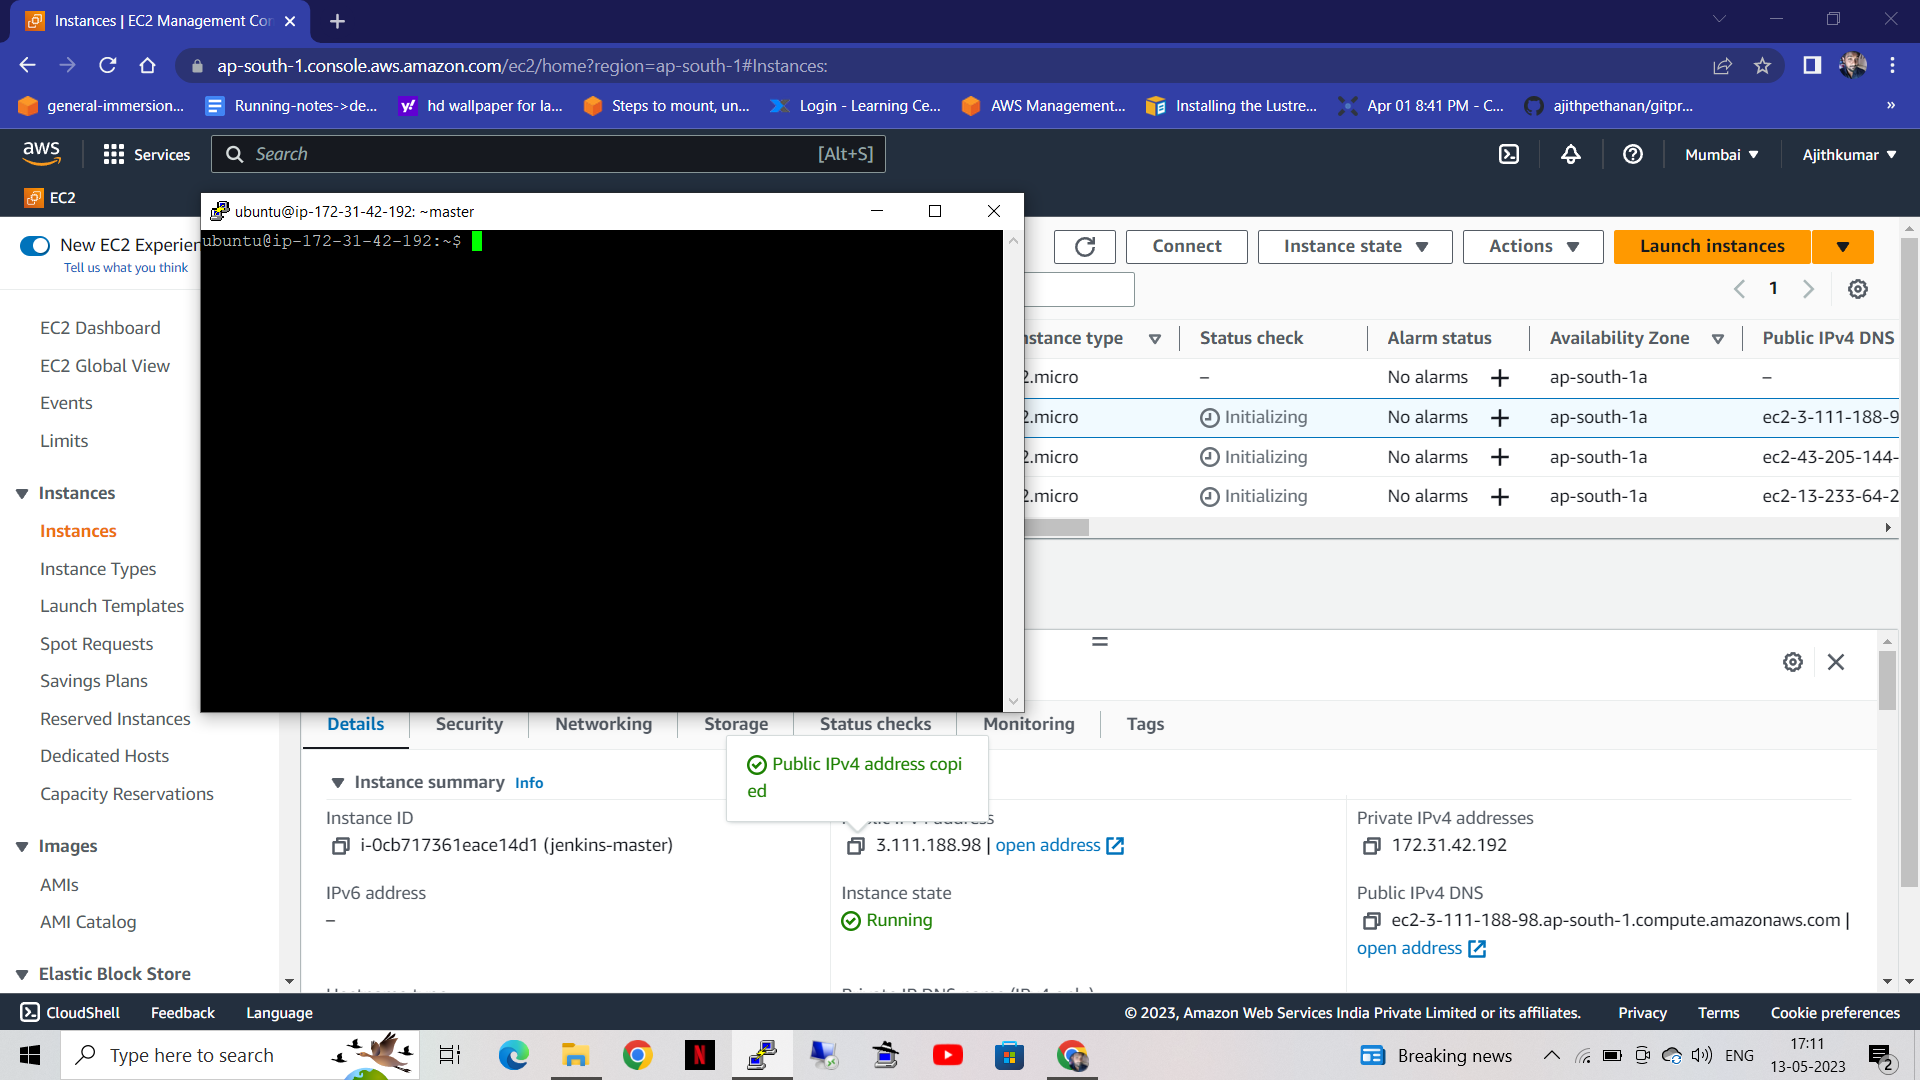 Instances | EC2 Management Con
ap-south-1.console.aws.amazon.com/ec2/home?region=ap-south-1#Instances:
general-immersion... Running-notes->de... hd wallpaper for la... Steps to mount, un... Login - Learning Ce... AWS Management... Installing the Lustre... Apr 01 8:41 PM - C... ajithpethanan/gitpr... »
aws Services Search [Alt+S] Mumbai Ajithkumar
EC2
ubuntu@ip-172-31-42-192: ~master
ubuntu@ip-172-31-42-192:~$
New EC2 Experien
Tell us what you think
EC2 Dashboard
EC2 Global View
Events
Limits
Instances
Instances
Instance Types
Launch Templates
Spot Requests
Savings Plans
Reserved Instances
Dedicated Hosts
Capacity Reservations
Images
AMIs
AMI Catalog
Elastic Block Store
Connect Instance state Actions Launch instances
1
nstance type Status check Alarm status Availability Zone Public IPv4 DNS
2.micro – No alarms + ap-south-1a –
2.micro Initializing No alarms + ap-south-1a ec2-3-111-188-9
2.micro Initializing No alarms + ap-south-1a ec2-43-205-144-
2.micro Initializing No alarms + ap-south-1a ec2-13-233-64-2
Details Security Networking Storage Status checks Monitoring Tags
Public IPv4 address copi
ed
Instance summary Info
Instance ID
i-0cb717361eace14d1 (jenkins-master)
3.111.188.98 | open address
Private IPv4 addresses
172.31.42.192
IPv6 address
–
Instance state
Running
Public IPv4 DNS
ec2-3-111-188-98.ap-south-1.compute.amazonaws.com |
open address
CloudShell Feedback Language © 2023, Amazon Web Services India Private Limited or its affiliates. Privacy Terms Cookie preferences
Type here to search Breaking news ENG 17:11
13-05-2023
2